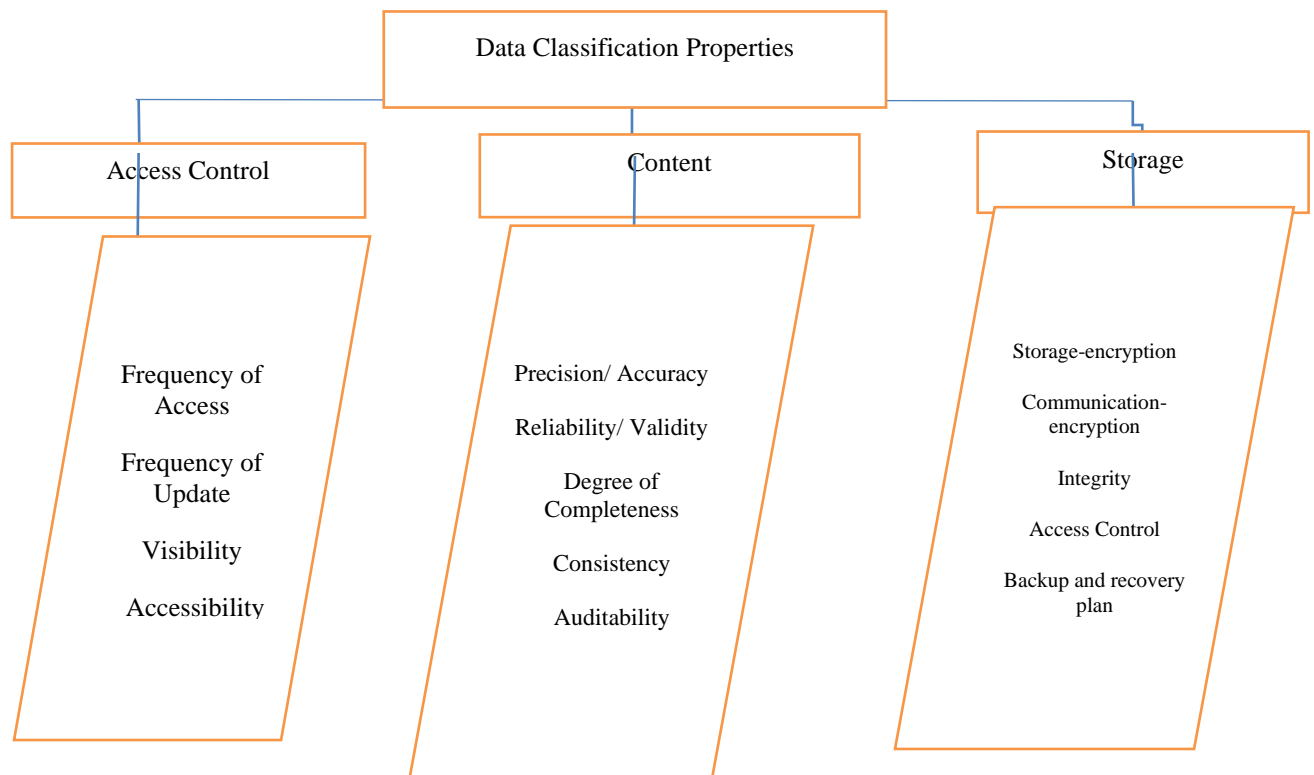 Data Classification Properties
Access Control
Content
Storage
Frequency of
Access
Frequency of
Update
Visibility
Accessibility
Precision/ Accuracy
Reliability/ Validity
Degree of
Completeness
Consistency
Auditability
Storage-encryption
Communication-
encryption
Integrity
Access Control
Backup and recovery
plan